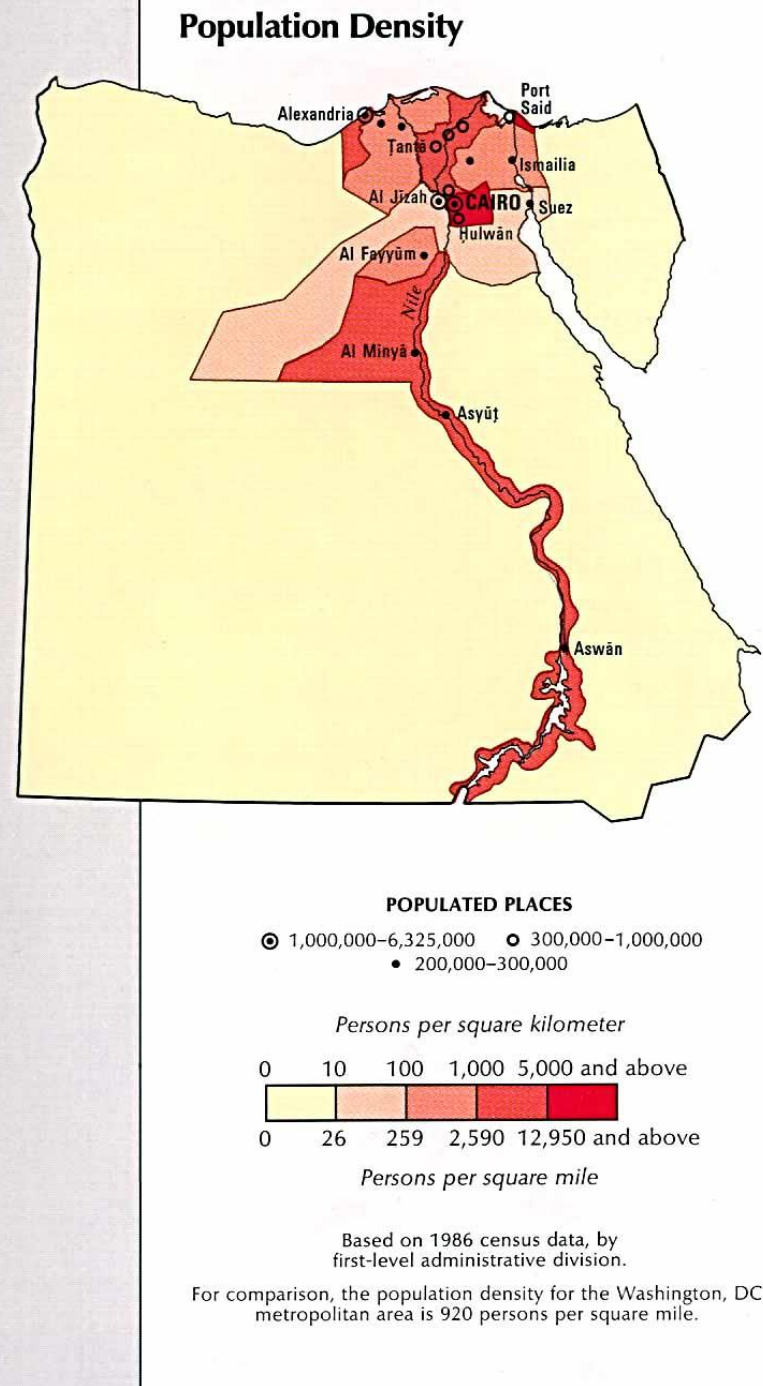 Population Density
Port
Said
Alexandria
Ṭanṭā
Ismailia
Al Jīzah
CAIRO
Suez
Ḥulwān
Al Fayyūm
Nile
Al Minyā
Asyūṭ
Aswān
POPULATED PLACES
1,000,000–6,325,000 300,000–1,000,000
200,000–300,000
Persons per square kilometer
0 10 100 1,000 5,000 and above
0 26 259 2,590 12,950 and above
Persons per square mile
Based on 1986 census data, by
first-level administrative division.
For comparison, the population density for the Washington, DC
metropolitan area is 920 persons per square mile.